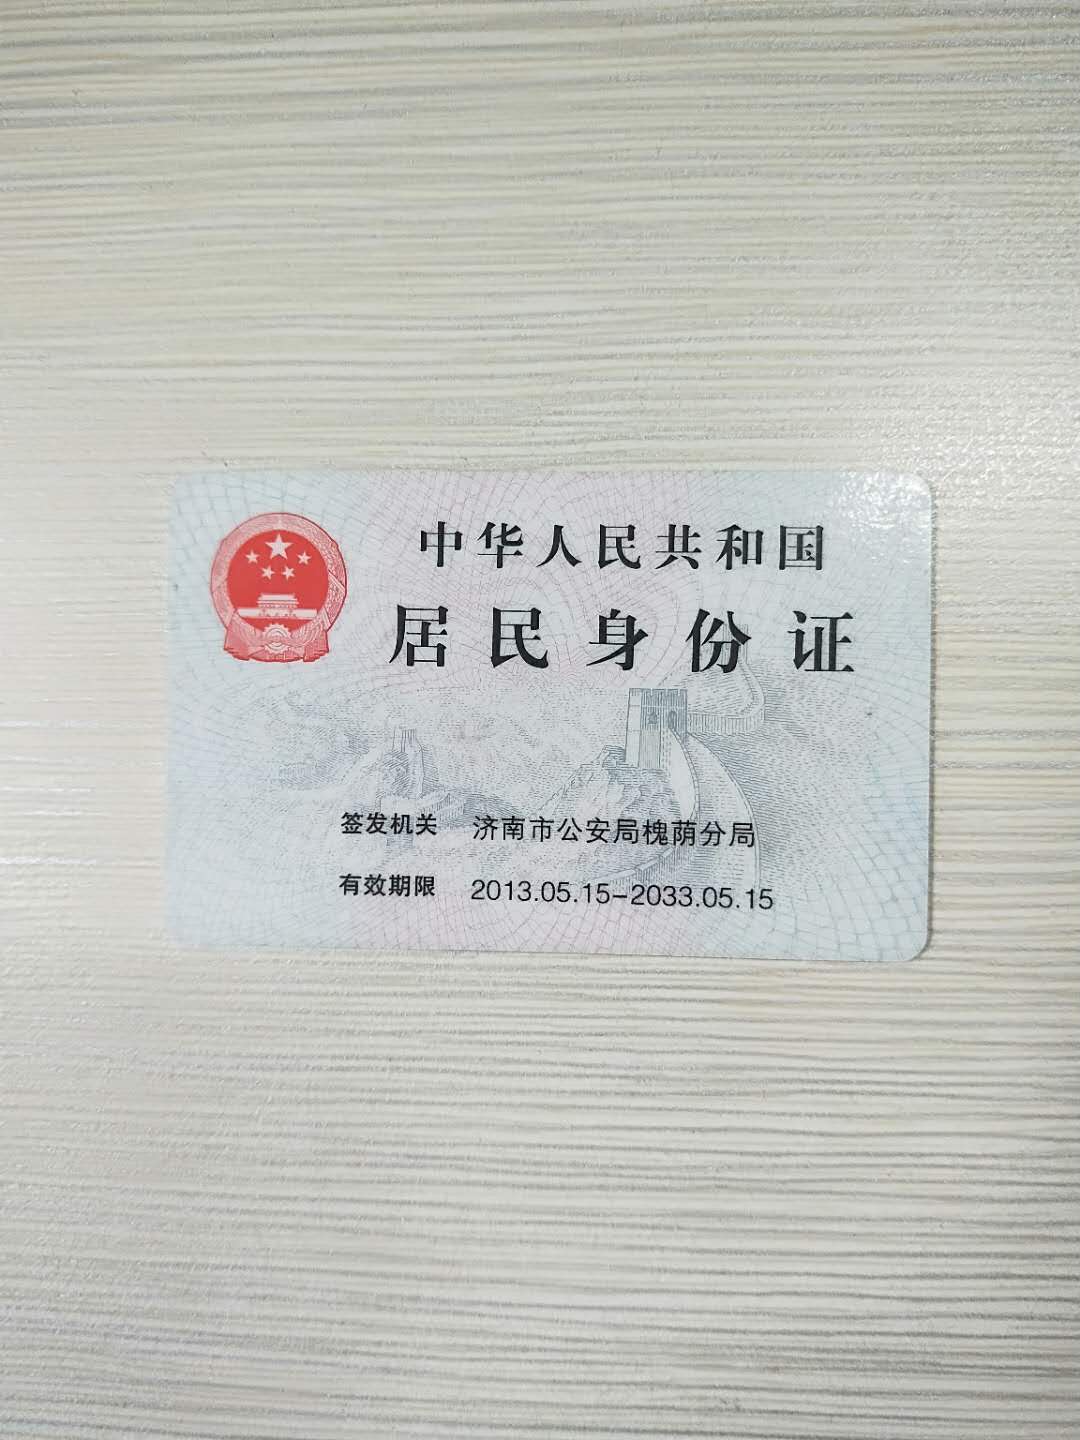 中华人民共和国
居民身份证
签发机关 济南市公安局槐荫分局
有效期限 2013.05.15-2033.05.15